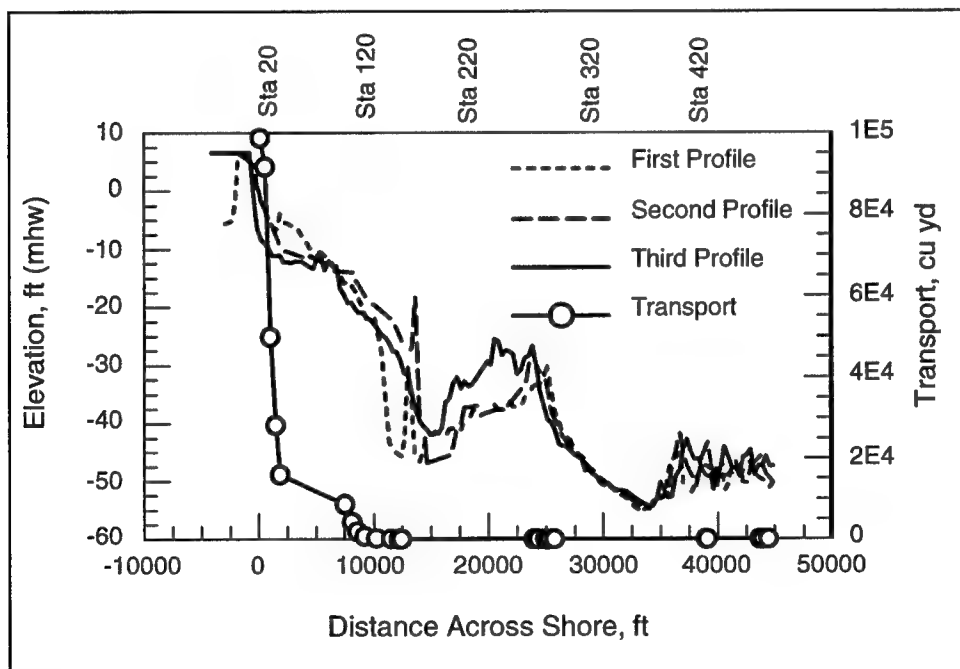 Sta 20
Sta 120
Sta 220
Sta 320
Sta 420
10
0
-10
-20
-30
-40
-50
-60
Elevation, ft (mhw)
First Profile
Second Profile
Third Profile
Transport
1E5
8E4
6E4
4E4
2E4
0
Transport, cu yd
-10000
0
10000
20000
30000
40000
50000
Distance Across Shore, ft